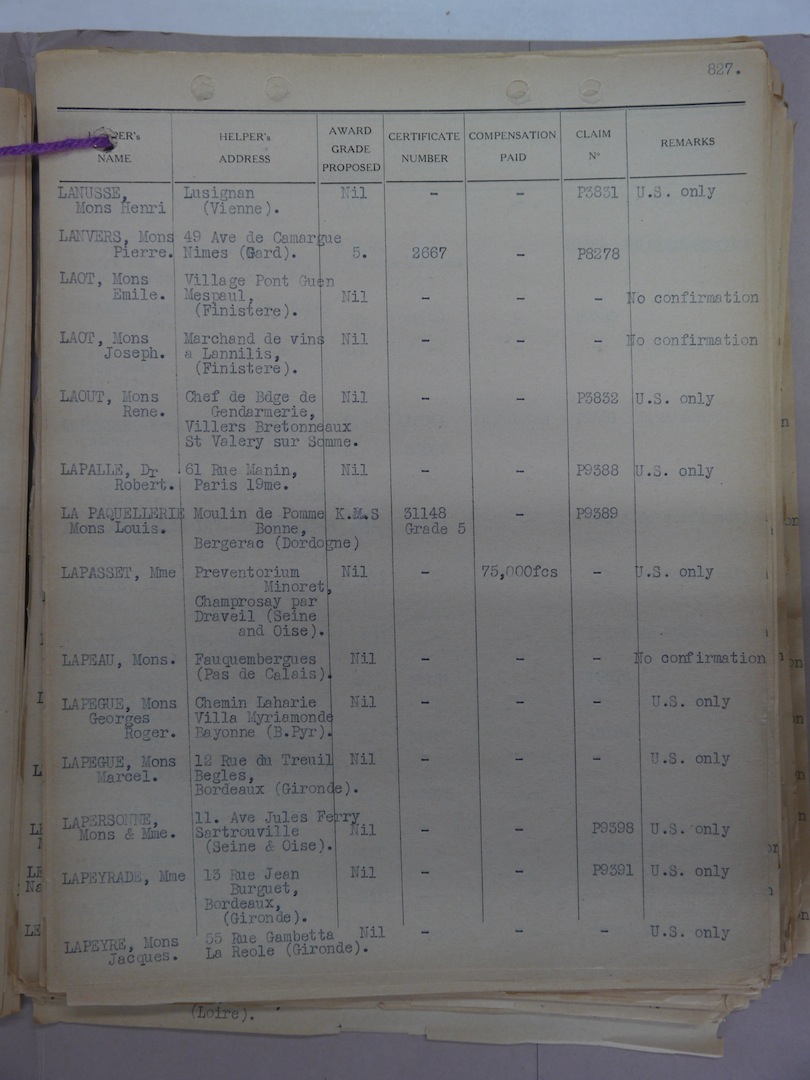 827.
HELPER's AWARD CERTIFICATE COMPENSATION CLAIM
NAME ADDRESS GRADE NUMBER PAID N° REMARKS
PROPOSED
LANUSSE, Lusignan Nil - - P3831 U.S. only
Mons Henri (Vienne).
LANVERS, Mons 49 Ave de Camargue
Pierre. Nimes (Gard). 5. 2667 - P8278
LAOT, Mons Village Pont Guen
Emile. Mespaul, Nil - - - No confirmation
(Finistere).
LAOT, Mons Marchand de vins Nil - - - No confirmation
Joseph. a Lannilis,
(Finistere).
LAOUT, Mons Chef de Bdge de Nil - - P3832 U.S. only
Rene. Gendarmerie,
Villers Bretonneaux
St Valery sur Somme.
LAPALLE, Dr 61 Rue Manin, Nil - - P9388 U.S. only
Robert. Paris 19me.
LA PAQUELLERIE Moulin de Pomme K.M.S 31148 - P9389
Mons Louis. Bonne, Grade 5
Bergerac (Dordogne)
LAPASSET, Mme Preventorium Nil - 75,000fcs - U.S. only
Minoret,
Champrosay par
Draveil (Seine
and Oise).
LAPEAU, Mons. Fauquembergues Nil - - - No confirmation
(Pas de Calais).
LAPEGUE, Mons Chemin Laharie Nil - - - U.S. only
Georges Villa Myriamonde
Roger. Bayonne (B.Pyr).
LAPEGUE, Mons 12 Rue du Treuil Nil - - - U.S. only
Marcel. Begles,
Bordeaux (Gironde).
LAPERSONNE, 11. Ave Jules Ferry
Mons & Mme. Sartrouville Nil - - P9398 U.S. only
(Seine & Oise).
LAPEYRADE, Mme 13 Rue Jean Nil - - P9391 U.S. only
Burguet,
Bordeaux,
(Gironde).
LAPEYRE, Mons 55 Rue Gambetta Nil - - - U.S. only
Jacques. La Reole (Gironde).
(Loire).